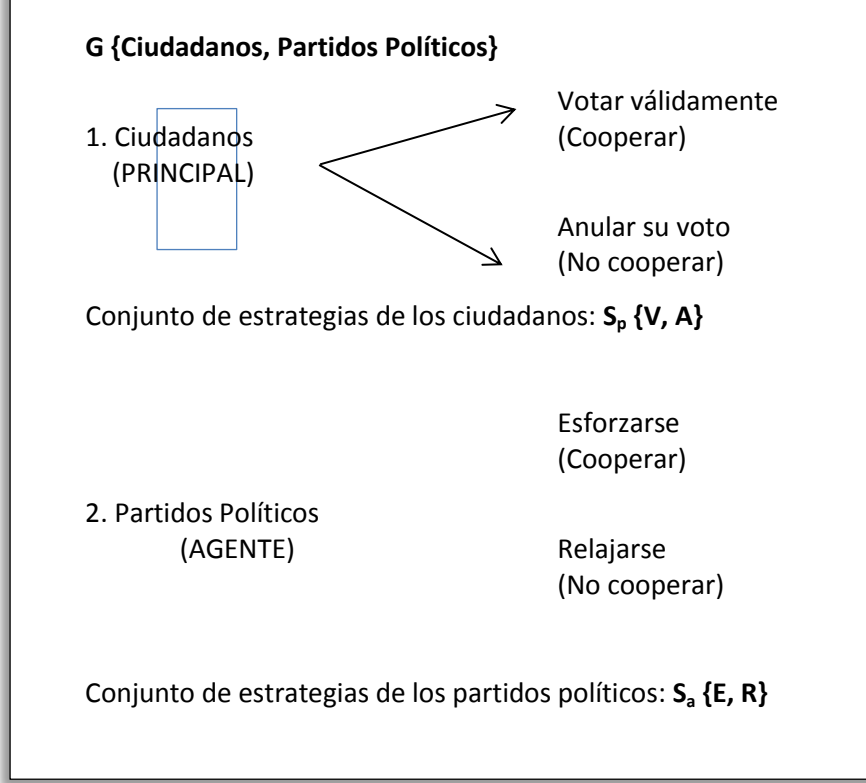 G {Ciudadanos, Partidos Políticos}
Votar válidamente
1. Ciudadanos
(Cooperar)
(PRINCIPAL)
Anular su voto
(No cooperar)
Conjunto de estrategias de los ciudadanos: Sp {V, A}
Esforzarse
(Cooperar)
2. Partidos Políticos
(AGENTE)
Relajarse
(No cooperar)
Conjunto de estrategias de los partidos políticos: Sa {E, R}